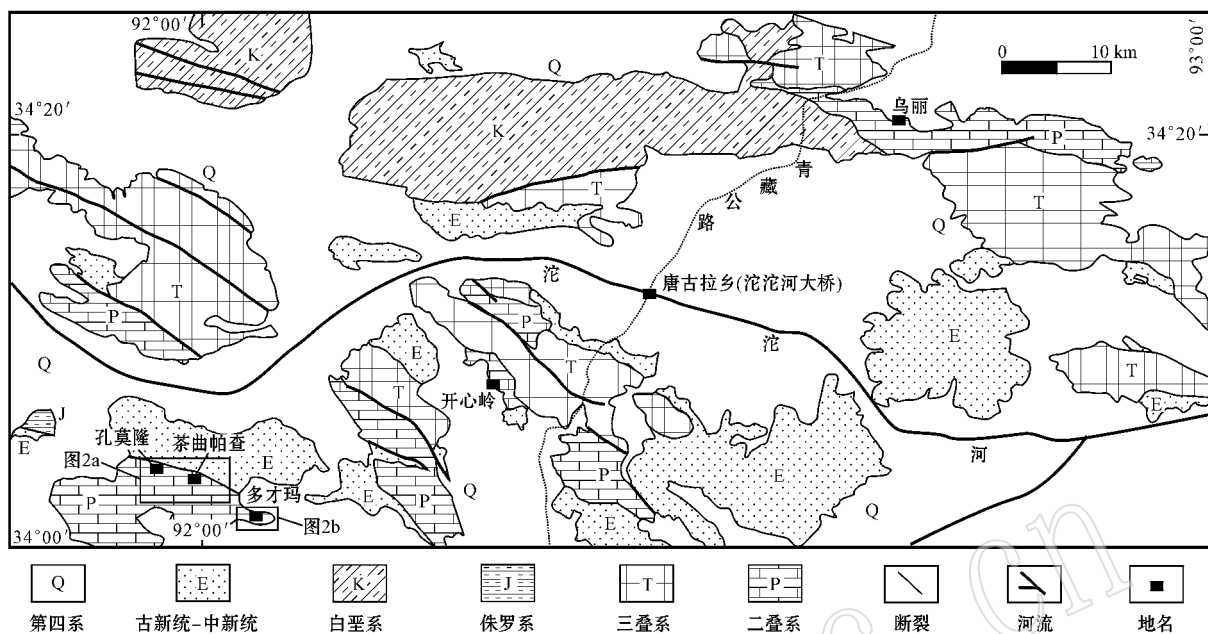 92°00′
93°00′
0 10 km
K
Q
T
乌丽
34°20′
34°20′
K
P
Q
T
青
藏
公
路
T
E
Q
T
沱
唐古拉乡(沱沱河大桥)
T
P
P
沱
E
E
Q
T
T
T
开心岭
J
E
孔莫隆
茶曲帕查
E
河
图2a
P
多才玛
E
P
Q
P
E
Q
92°00′
图2b
E
34°00′
Q E K J T P
第四系 古新统-中新统 白垩系 侏罗系 三叠系 二叠系 断裂 河流 地名